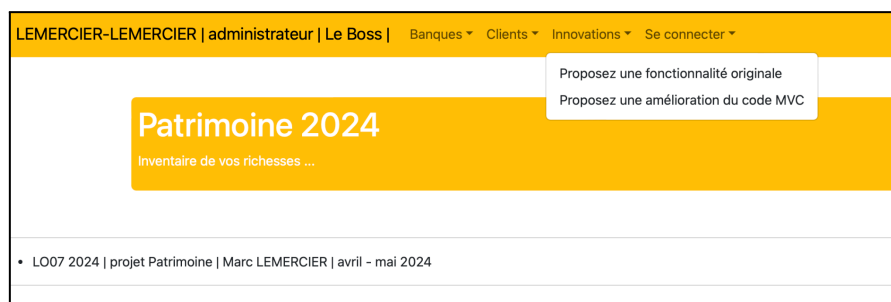 LEMERCIER-LEMERCIER | administrateur | Le Boss | Banques Clients Innovations Se connecter
Proposez une fonctionnalité originale
Proposez une amélioration du code MVC
Patrimoine 2024
Inventaire de vos richesses ...
• LO07 2024 | projet Patrimoine | Marc LEMERCIER | avril - mai 2024